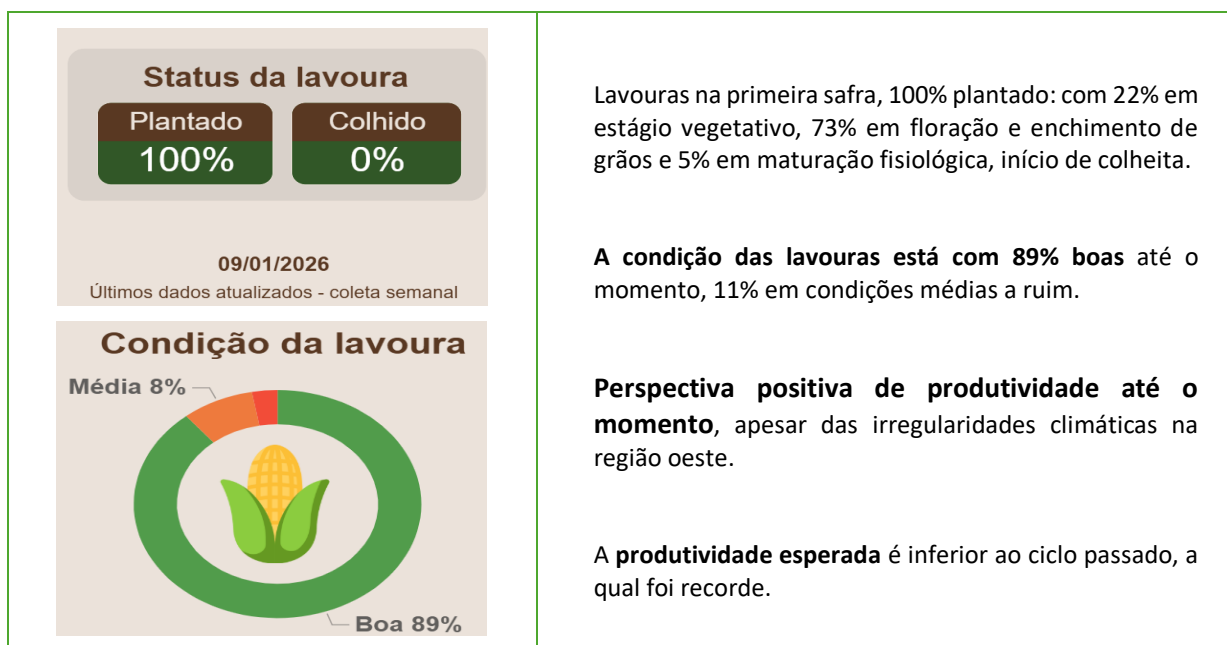 Status da lavoura
Plantado
100%
Colhido
0%
09/01/2026
Últimos dados atualizados - coleta semanal
Condição da lavoura
Média 8%
Boa 89%
Lavouras na primeira safra, 100% plantado: com 22% em
estágio vegetativo, 73% em floração e enchimento de
grãos e 5% em maturação fisiológica, início de colheita.
A condição das lavouras está com 89% boas até o
momento, 11% em condições médias a ruim.
Perspectiva positiva de produtividade até o
momento, apesar das irregularidades climáticas na
região oeste.
A produtividade esperada é inferior ao ciclo passado, a
qual foi recorde.